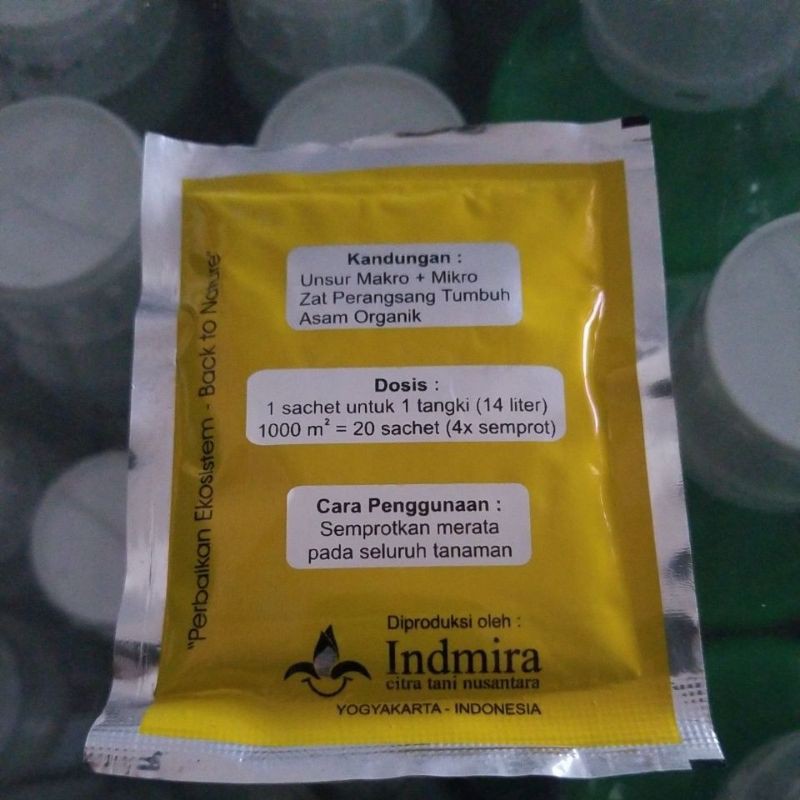 Kandungan :
Unsur Makro + Mikro
Zat Perangsang Tumbuh
Asam Organik
Dosis :
1 sachet untuk 1 tangki (14 liter)
1000 m² = 20 sachet (4x semprot)
Cara Penggunaan :
Semprotkan merata
pada seluruh tanaman
"Perbaikan Ekosistem - Back to Nature"
Diproduksi oleh :
Indmira
citra tani nusantara
YOGYAKARTA - INDONESIA